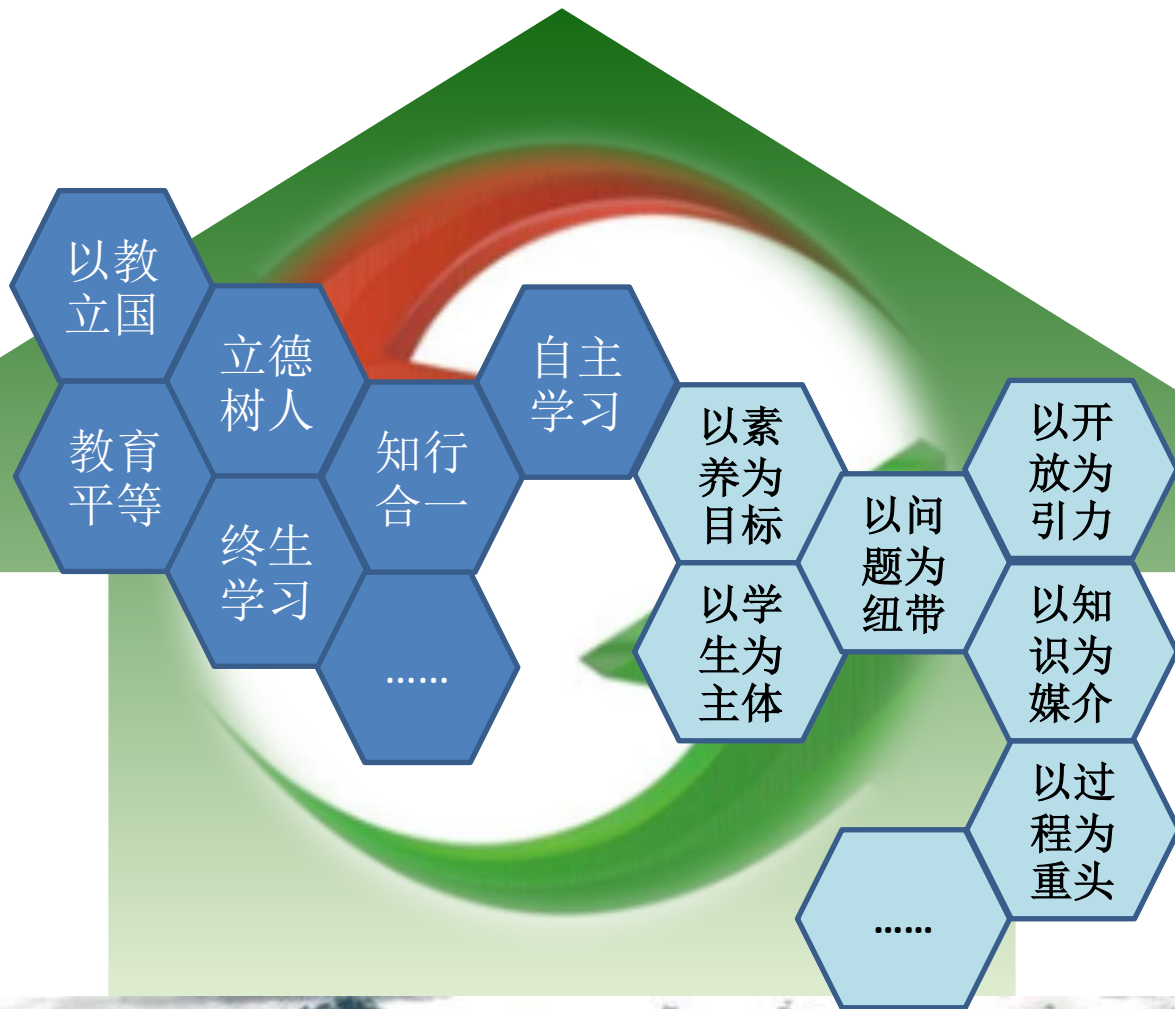 以教
立国
立德
树人
自主
学习
教育
平等
知行
合一
终生
学习
……
以素
养为
目标
以开
放为
引力
以问
题为
纽带
以学
生为
主体
以知
识为
媒介
以过
程为
重头
……